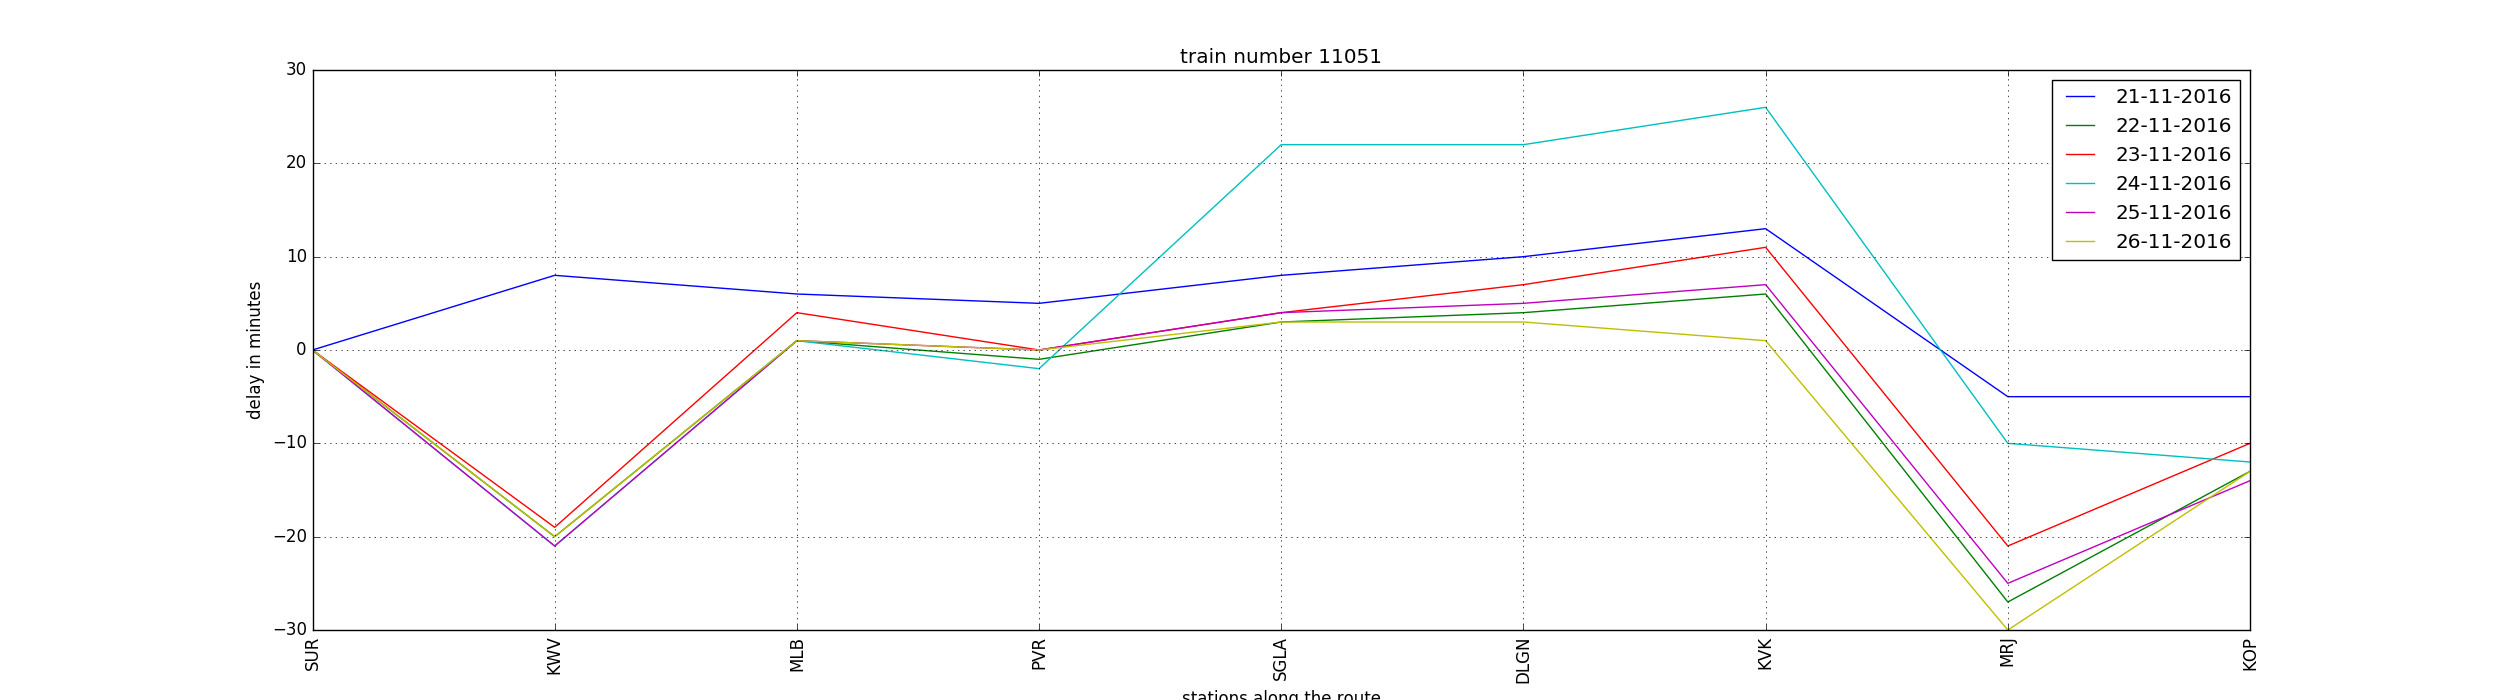 train number 11051
30
20
10
0
−10
−20
−30
delay in minutes
21-11-2016
22-11-2016
23-11-2016
24-11-2016
25-11-2016
26-11-2016
SUR
KWV
MLB
PVR
SGLA
DLGN
KVK
MRJ
KOP
stations along the route